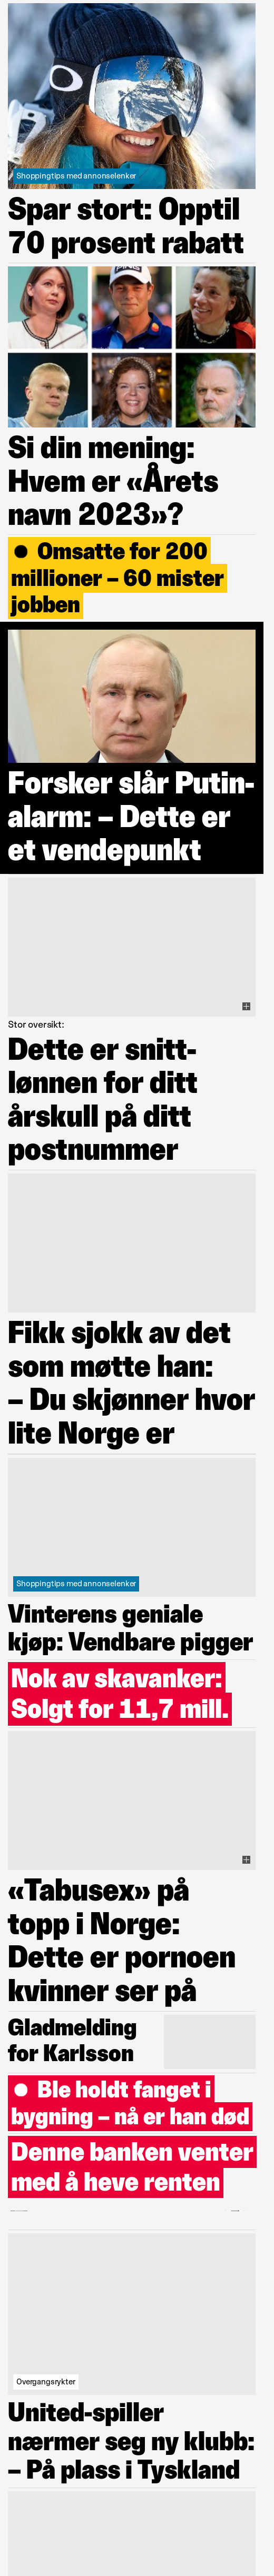 Shoppingtips med annonselenker
Spar stort: Opptil
70 prosent rabatt
Si din mening:
Hvem er «Årets
navn 2023»?
Omsatte for 200
millioner – 60 mister
jobben
Forsker slår Putin-
alarm: – Dette er
et vendepunkt
Stor oversikt:
Dette er snitt-
lønnen for ditt
årskull på ditt
postnummer
Fikk sjokk av det
som møtte han:
– Du skjønner hvor
lite Norge er
Shoppingtips med annonselenker
Vinterens geniale
kjøp: Vendbare pigger
Nok av skavanker:
Solgt for 11,7 mill.
«Tabusex» på
topp i Norge:
Dette er pornoen
kvinner ser på
Gladmelding
for Karlsson
Ble holdt fanget i
bygning – nå er han død
Denne banken venter
med å heve renten
Overgangsrykter
United-spiller
nærmer seg ny klubb:
– På plass i Tyskland